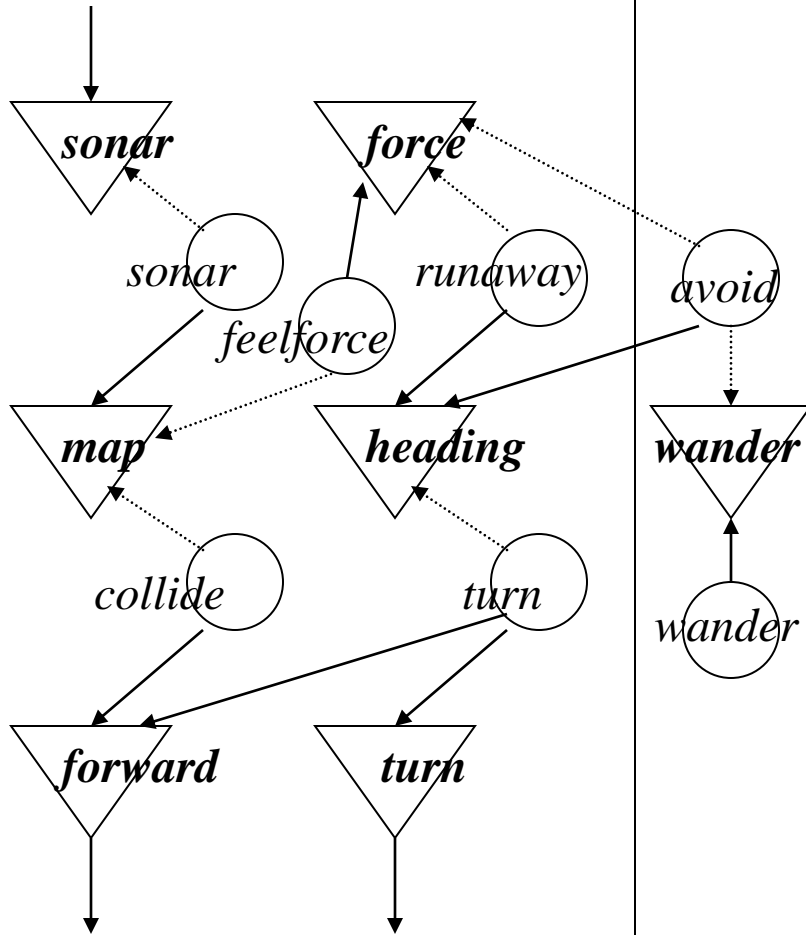 sonar
force
sonar
runaway
avoid
feelforce
map
heading
wander
collide
turn
wander
forward
turn